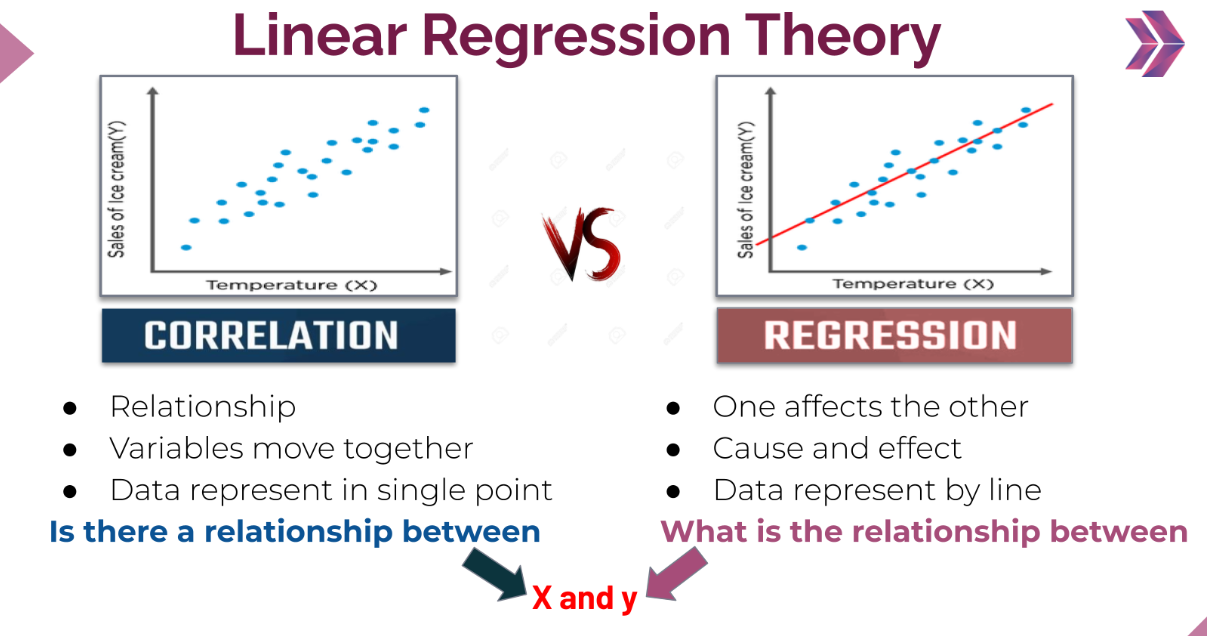 Linear Regression Theory
Sales of Ice cream(Y)
Temperature (X)
CORRELATION
● Relationship
● Variables move together
● Data represent in single point
Is there a relationship between
VS
Sales of Ice cream(Y)
Temperature (X)
REGRESSION
● One affects the other
● Cause and effect
● Data represent by line
What is the relationship between
X and y